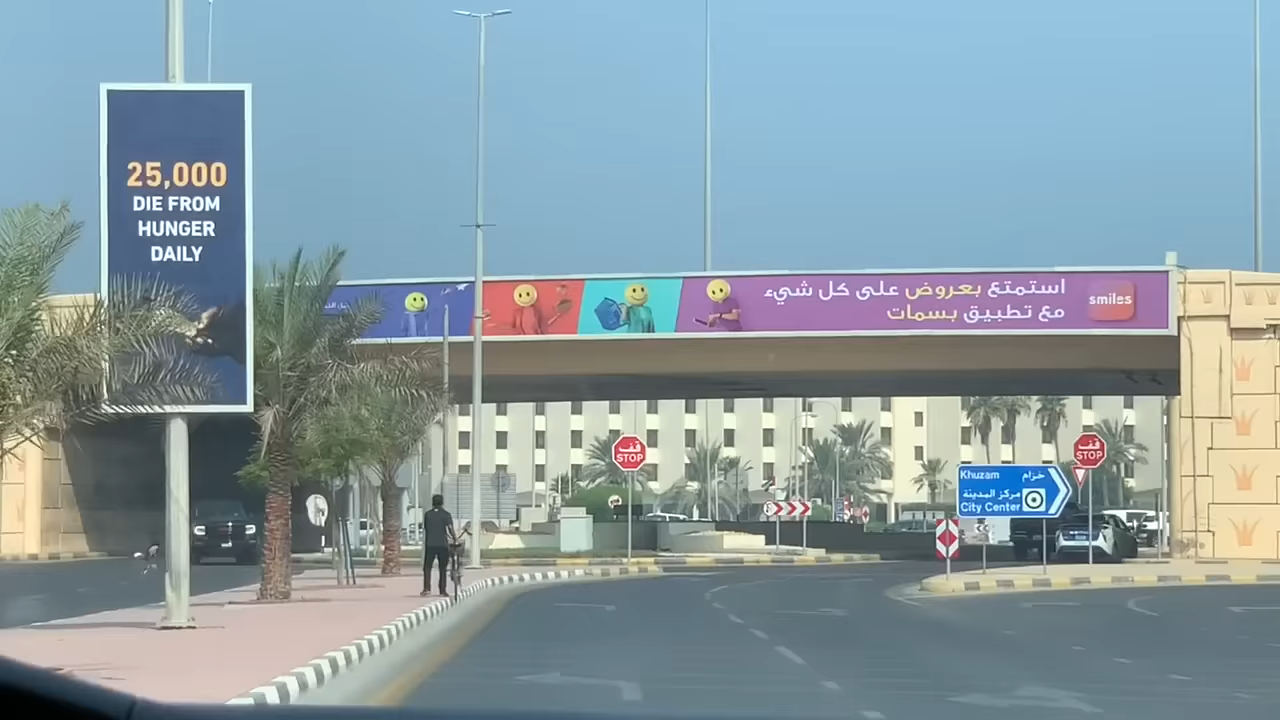 25,000
DIE FROM
HUNGER
DAILY
استمتع بعروض على كل شيء
مع تطبيق بسمات
smiles
قف
STOP
Khuzam خزام
مركز المدينة
City Center
قف
STOP